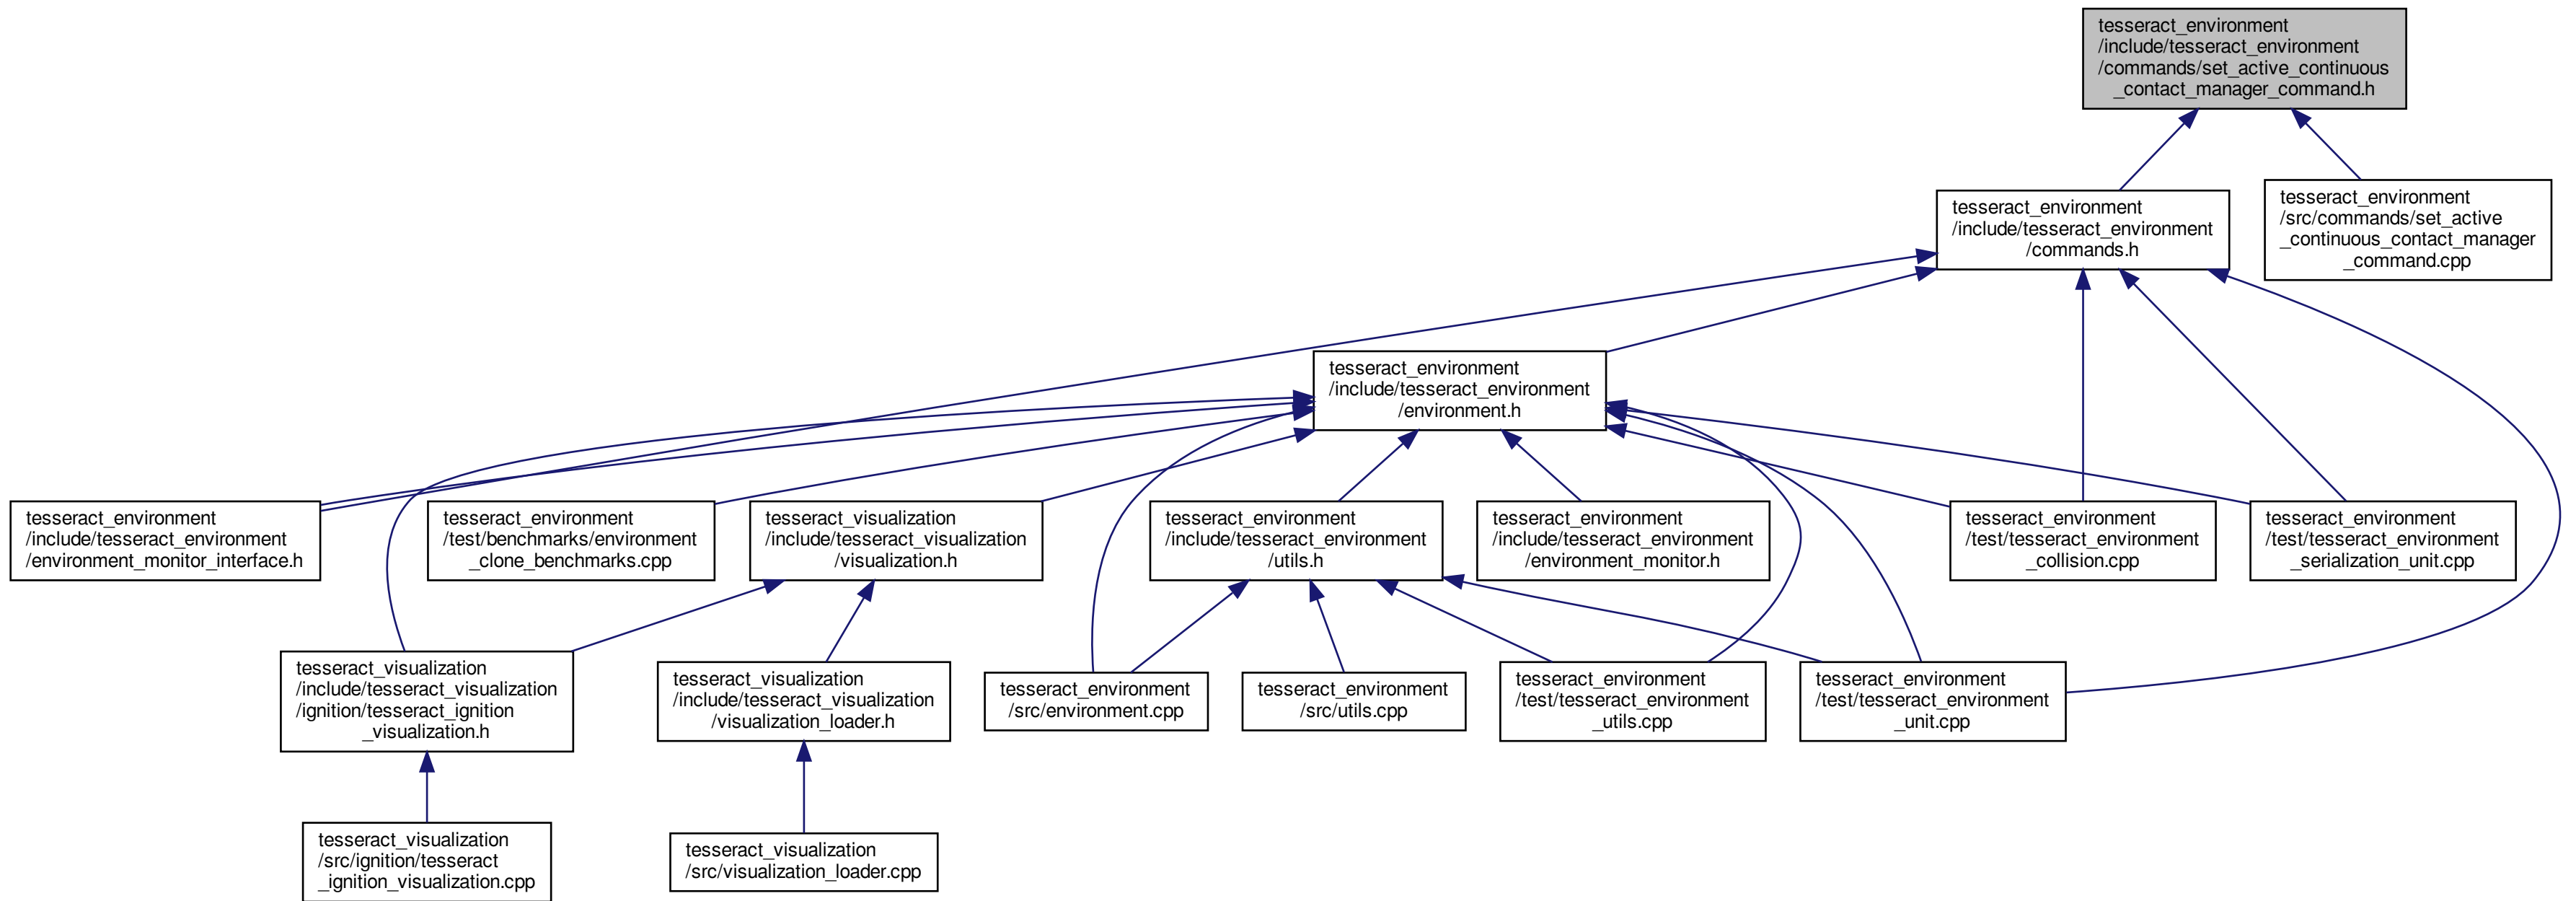 tesseract_environment
/include/tesseract_environment
/commands/set_active_continuous
_contact_manager_command.h
tesseract_environment
/include/tesseract_environment
/commands.h
tesseract_environment
/src/commands/set_active
_continuous_contact_manager
_command.cpp
tesseract_environment
/include/tesseract_environment
/environment.h
tesseract_environment
/include/tesseract_environment
/environment_monitor_interface.h
tesseract_environment
/test/benchmarks/environment
_clone_benchmarks.cpp
tesseract_visualization
/include/tesseract_visualization
/visualization.h
tesseract_environment
/include/tesseract_environment
/utils.h
tesseract_environment
/include/tesseract_environment
/environment_monitor.h
tesseract_environment
/test/tesseract_environment
_collision.cpp
tesseract_environment
/test/tesseract_environment
_serialization_unit.cpp
tesseract_visualization
/include/tesseract_visualization
/ignition/tesseract_ignition
_visualization.h
tesseract_visualization
/include/tesseract_visualization
/visualization_loader.h
tesseract_environment
/src/environment.cpp
tesseract_environment
/src/utils.cpp
tesseract_environment
/test/tesseract_environment
_utils.cpp
tesseract_environment
/test/tesseract_environment
_unit.cpp
tesseract_visualization
/src/ignition/tesseract
_ignition_visualization.cpp
tesseract_visualization
/src/visualization_loader.cpp